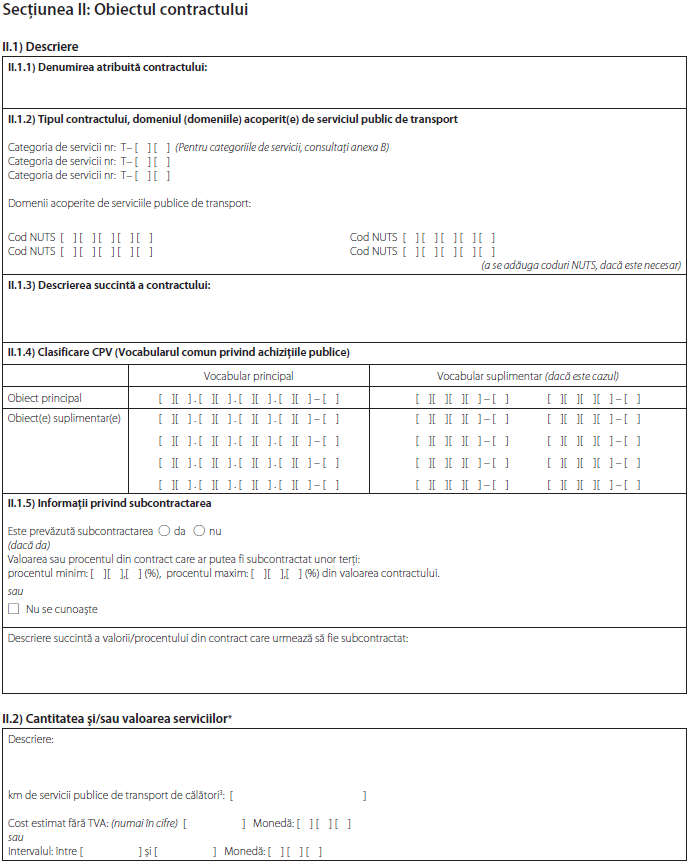 Secțiunea II: Obiectul contractului
II.1) Descriere
II.1.1) Denumirea atribuită contractului:
II.1.2) Tipul contractului, domeniul (domeniile) acoperit(e) de serviciul public de transport
Categoria de servicii nr: T– [ ] [ ] (Pentru categoriile de servicii, consultați anexa B)
Categoria de servicii nr: T– [ ] [ ]
Categoria de servicii nr: T– [ ] [ ]
Domenii acoperite de serviciile publice de transport:
Cod NUTS [ ] [ ] [ ] [ ] [ ] Cod NUTS [ ] [ ] [ ] [ ] [ ]
Cod NUTS [ ] [ ] [ ] [ ] [ ] Cod NUTS [ ] [ ] [ ] [ ] [ ]
(a se adăuga coduri NUTS, dacă este necesar)
II.1.3) Descrierea succintă a contractului:
II.1.4) Clasificare CPV (Vocabularul comun privind achizițiile publice)
Vocabular principal Vocabular suplimentar (dacă este cazul)
Obiect principal [ ][ ] . [ ][ ] . [ ][ ] . [ ][ ] – [ ] [ ][ ][ ][ ] – [ ] [ ][ ][ ][ ] – [ ]
Obiect(e) suplimentar(e) [ ][ ] . [ ][ ] . [ ][ ] . [ ][ ] – [ ] [ ][ ][ ][ ] – [ ] [ ][ ][ ][ ] – [ ]
[ ][ ] . [ ][ ] . [ ][ ] . [ ][ ] – [ ] [ ][ ][ ][ ] – [ ] [ ][ ][ ][ ] – [ ]
[ ][ ] . [ ][ ] . [ ][ ] . [ ][ ] – [ ] [ ][ ][ ][ ] – [ ] [ ][ ][ ][ ] – [ ]
[ ][ ] . [ ][ ] . [ ][ ] . [ ][ ] – [ ] [ ][ ][ ][ ] – [ ] [ ][ ][ ][ ] – [ ]
II.1.5) Informații privind subcontractarea
Este prevăzută subcontractarea ○ da ○ nu
(dacă da)
Valoarea sau procentul din contract care ar putea fi subcontractat unor terți:
procentul minim: [ ][ ],[ ] (%), procentul maxim: [ ][ ],[ ] (%) din valoarea contractului.
sau
□ Nu se cunoaște
Descriere succintă a valorii/procentului din contract care urmează să fie subcontractat:
II.2) Cantitatea şi/sau valoarea serviciilor*
Descriere:
km de servicii publice de transport de călători³: [ ]
Cost estimat fără TVA: (numai în cifre) [ ] Monedă: [ ] [ ] [ ]
sau
Intervalul: între [ ] şi [ ] Monedă: [ ] [ ] [ ]